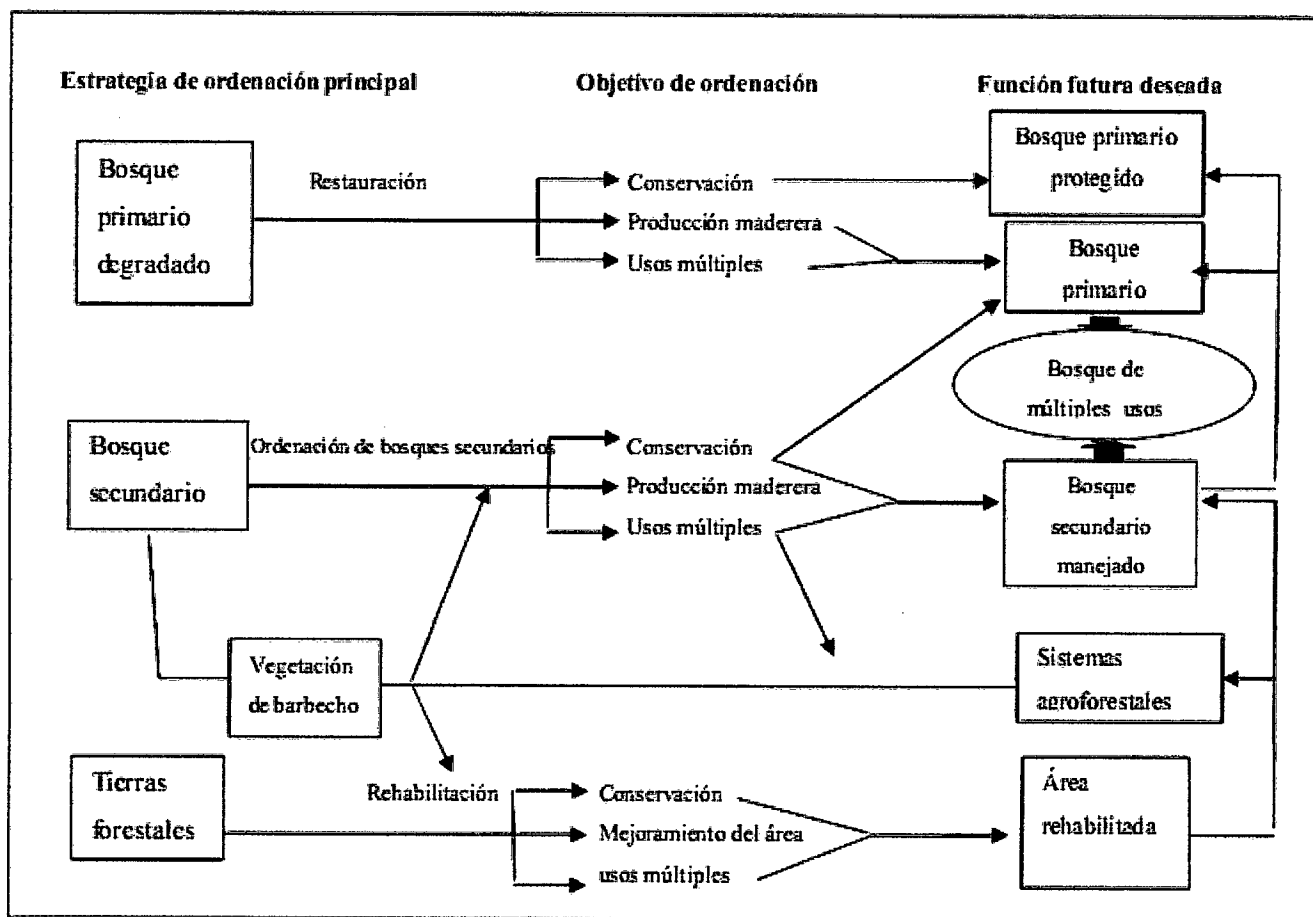 Estrategia de ordenación principal
Objetivo de ordenación
Función futura deseada
Bosque
primario
degradado
Restauración
Conservación
Producción maderera
Usos múltiples
Bosque primario
protegido
Bosque
primario
Bosque de
múltiples usos
Bosque
secundario
Ordenación de bosques secundarios
Conservación
Producción maderera
Usos múltiples
Bosque
secundario
manejado
Vegetación
de barbecho
Sistemas
agroforestales
Tierras
forestales
Rehabilitación
Conservación
Mejoramiento del área
usos múltiples
Área
rehabilitada